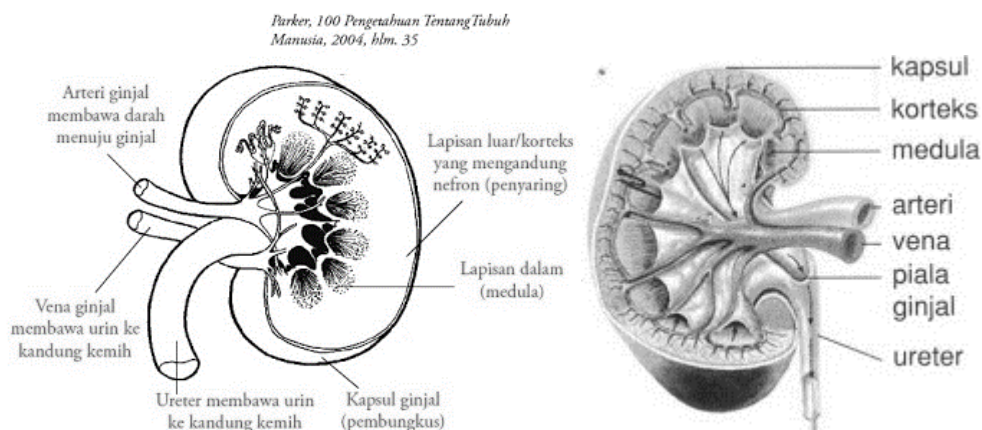 Parker, 100 Pengetahuan TentangTubuh
Manusia, 2004, hlm. 35
Arteri ginjal
membawa darah
menuju ginjal
Lapisan luar/korteks
yang mengandung
nefron (penyaring)
Lapisan dalam
(medula)
Vena ginjal
membawa urin ke
kandung kemih
Ureter membawa urin
ke kandung kemih
Kapsul ginjal
(pembungkus)
kapsul
korteks
medula
arteri
vena
piala
ginjal
ureter